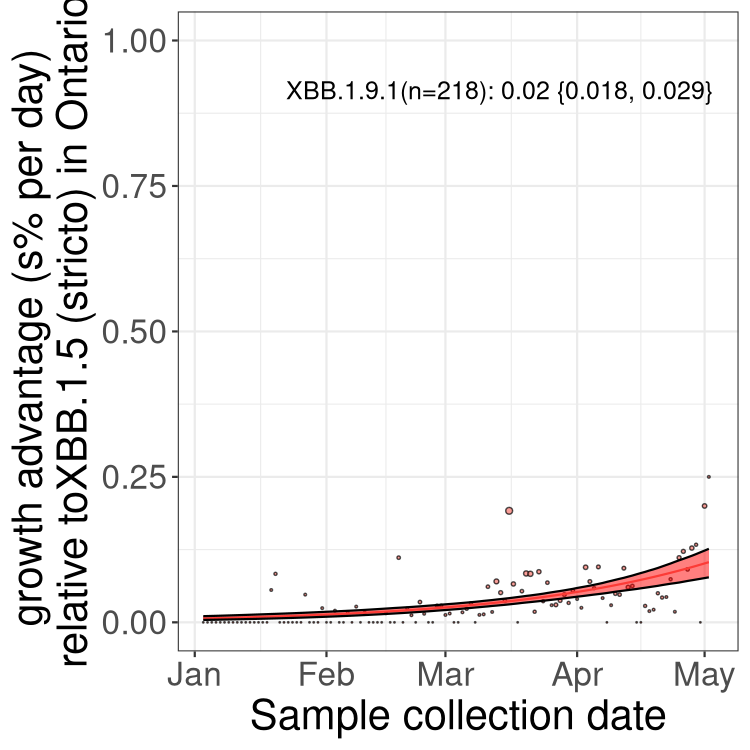 growth advantage (s% per day)
relative toXBB.1.5 (stricto) in Ontario
1.00
0.75
0.50
0.25
0.00
XBB.1.9.1(n=218): 0.02 {0.018, 0.029}
Jan Feb Mar Apr May
Sample collection date